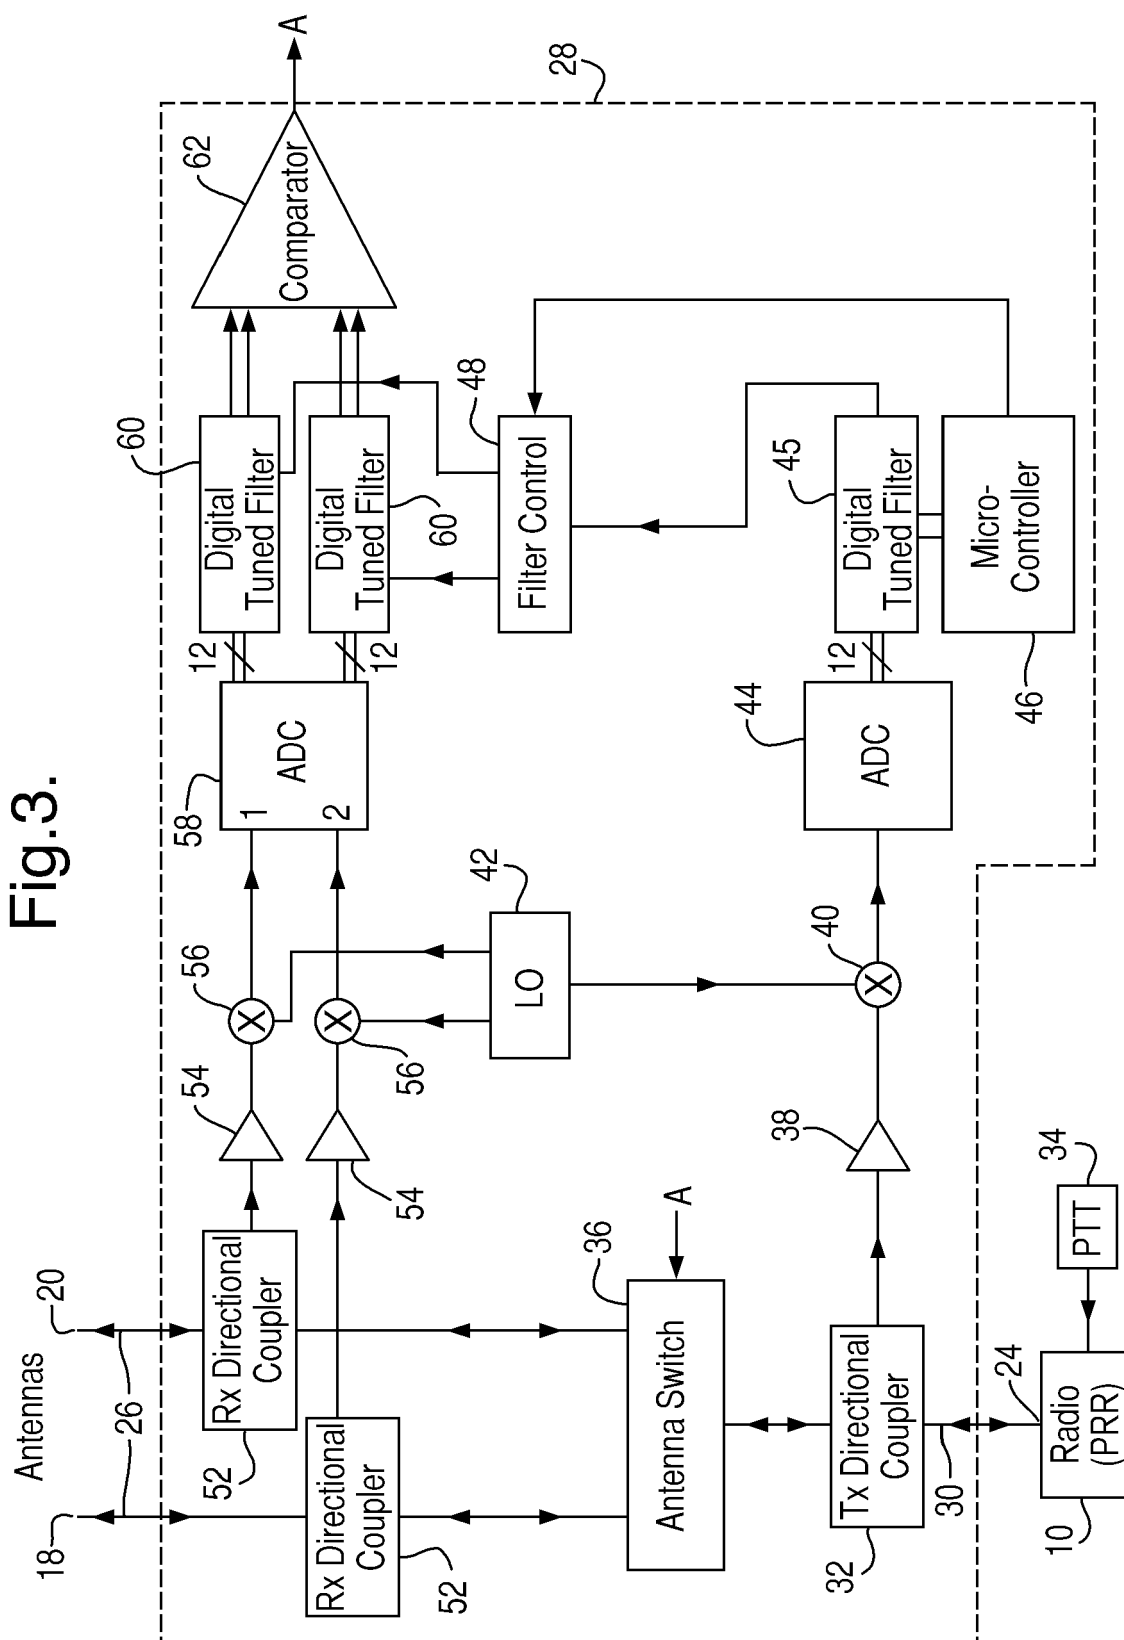 Fig.3.
Antennas
18
26
20
Rx Directional
Coupler
52
Rx Directional
Coupler
52
54
54
56
X
56
X
58
1
2
ADC
12
12
60
Digital
Tuned Filter
Digital
Tuned Filter
60
62
Comparator
A
28
42
LO
48
Filter Control
36
Antenna Switch
A
32
Tx Directional
Coupler
38
40
X
44
ADC
12
45
Digital
Tuned Filter
46
Micro-
Controller
30
24
10
Radio
(PRR)
34
PTT